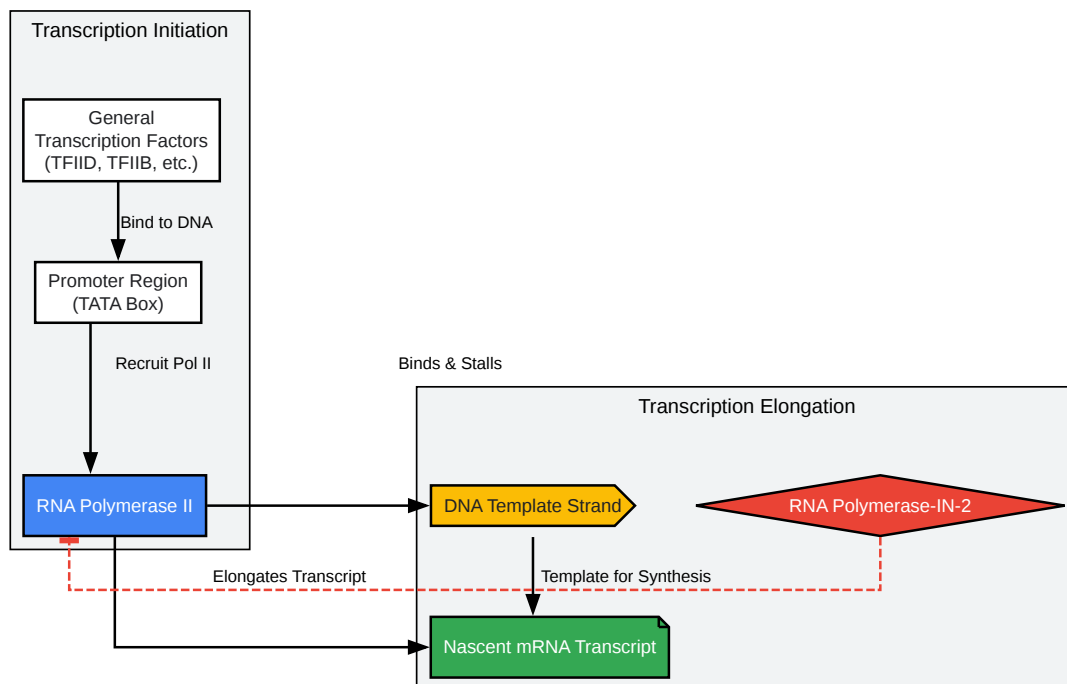 Transcription Initiation
General
Transcription Factors
(TFIID, TFIIB, etc.)
Bind to DNA
Promoter Region
(TATA Box)
Recruit Pol II
Binds & Stalls
Transcription Elongation
RNA Polymerase II
DNA Template Strand
RNA Polymerase-IN-2
Elongates Transcript
Template for Synthesis
Nascent mRNA Transcript